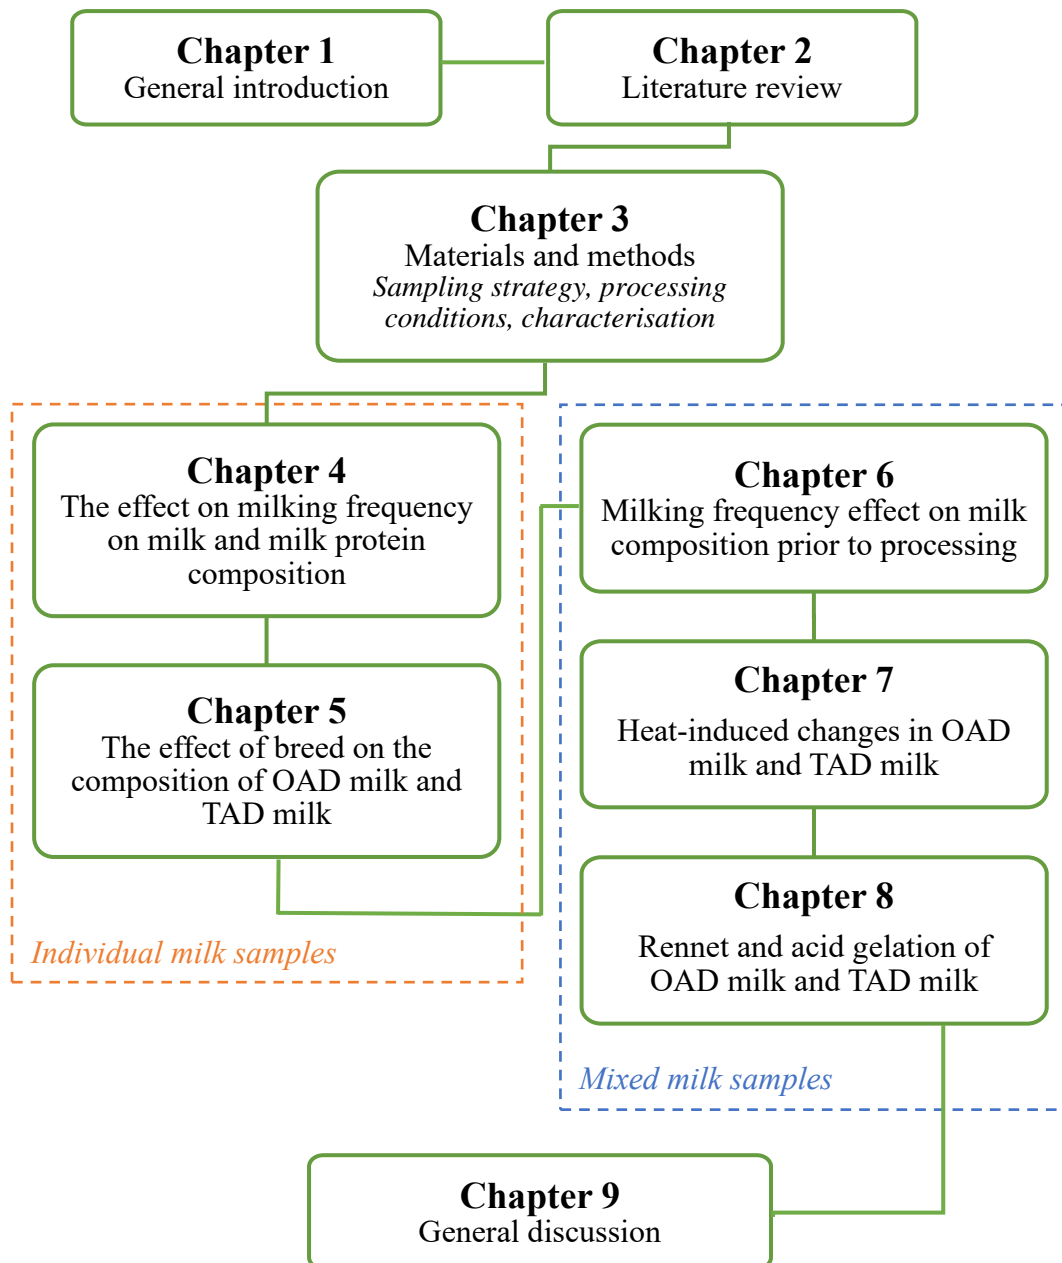 Chapter 1
General introduction
Chapter 2
Literature review
Chapter 3
Materials and methods
Sampling strategy, processing
conditions, characterisation
Chapter 4
The effect on milking frequency
on milk and milk protein
composition
Chapter 5
The effect of breed on the
composition of OAD milk and
TAD milk
Individual milk samples
Chapter 6
Milking frequency effect on milk
composition prior to processing
Chapter 7
Heat-induced changes in OAD
milk and TAD milk
Chapter 8
Rennet and acid gelation of
OAD milk and TAD milk
Mixed milk samples
Chapter 9
General discussion